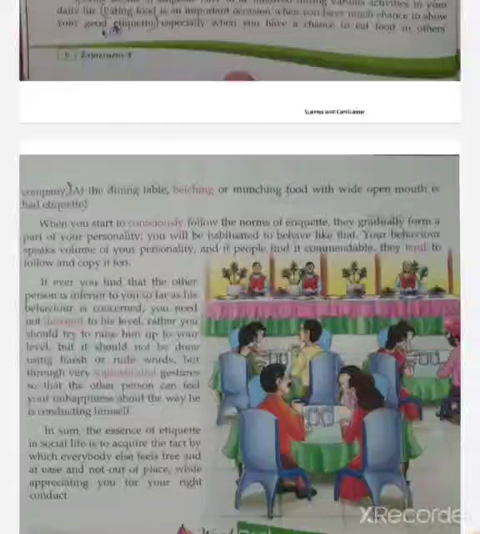 daily life (Eating food is an important occasion when you have much chance to show
your good etiquette) especially when you have a chance to eat food in others'
Scanned with CamScanner
company.) At the dining table, belching or munching food with wide open mouth is
bad etiquette)
When you start to consciously follow the norms of etiquette, they gradually form a
part of your personality; you will be habituated to behave like that. Your behaviour
speaks volume of your personality, and if people find it commendable, they tend to
follow and copy it too.
If ever you find that the other
person is inferior to you so far as his
behaviour is concerned, you need
not descend to his level, rather you
should try to raise him up to your
level, but it should not be done
using harsh or rude words, but
through very sophisticated gestures
so that the other person can feel
your unhappiness about the way he
is conducting himself.
In sum, the essence of etiquette
in social life is to acquire the tact by
which everybody else feels free and
at ease and not out of place, while
appreciating you for your right
conduct.
XRecorder
Word